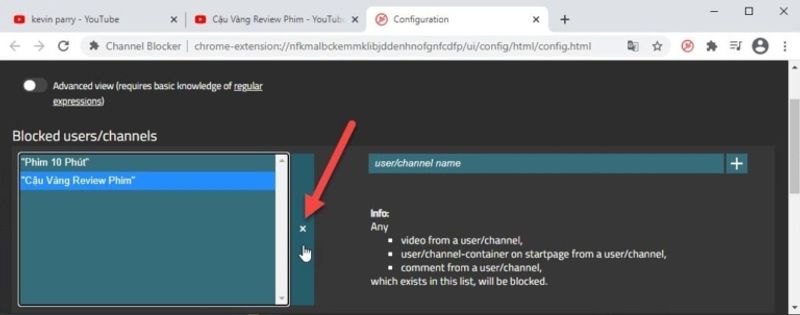 kevin parry - YouTube
Cậu Vàng Review Phim - YouTube
Configuration
Channel Blocker | chrome-extension://nfkmalbckemmklibjddenhnofgnfcdfp/ui/config/html/config.html
Advanced view (requires basic knowledge of regular
expressions)
Blocked users/channels
"Phim 10 Phút"
"Cậu Vàng Review Phim"
user/channel name
Info:
Any
video from a user/channel,
user/channel-container on startpage from a user/channel,
comment from a user/channel,
which exists in this list, will be blocked.